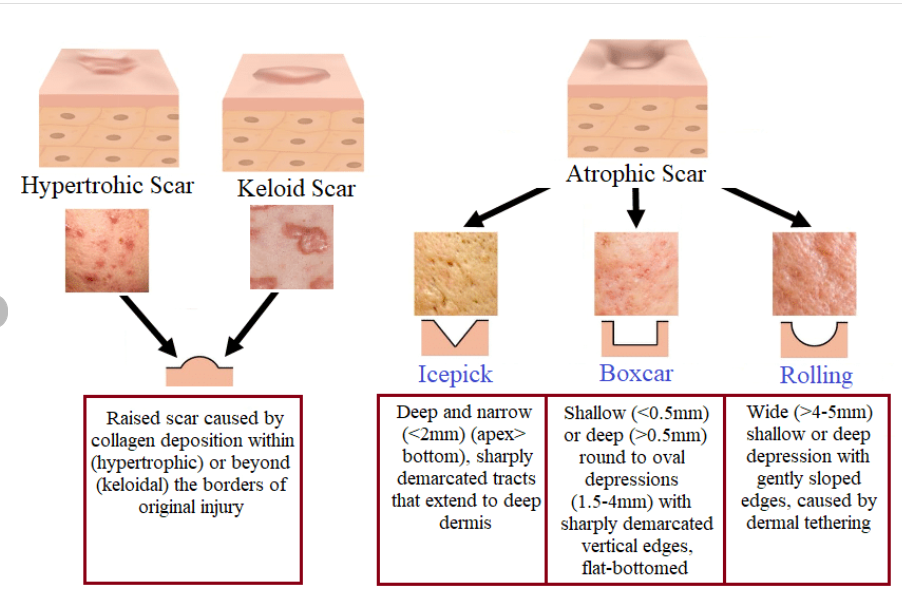 Hypertrohic Scar
Keloid Scar
Atrophic Scar
Icepick
Boxcar
Rolling
Raised scar caused by
collagen deposition within
(hypertrophic) or beyond
(keloidal) the borders of
original injury
Deep and narrow
(<2mm) (apex>
bottom), sharply
demarcated tracts
that extend to deep
dermis
Shallow (<0.5mm)
or deep (>0.5mm)
round to oval
depressions
(1.5-4mm) with
sharply demarcated
vertical edges,
flat-bottomed
Wide (>4-5mm)
shallow or deep
depression with
gently sloped
edges, caused by
dermal tethering